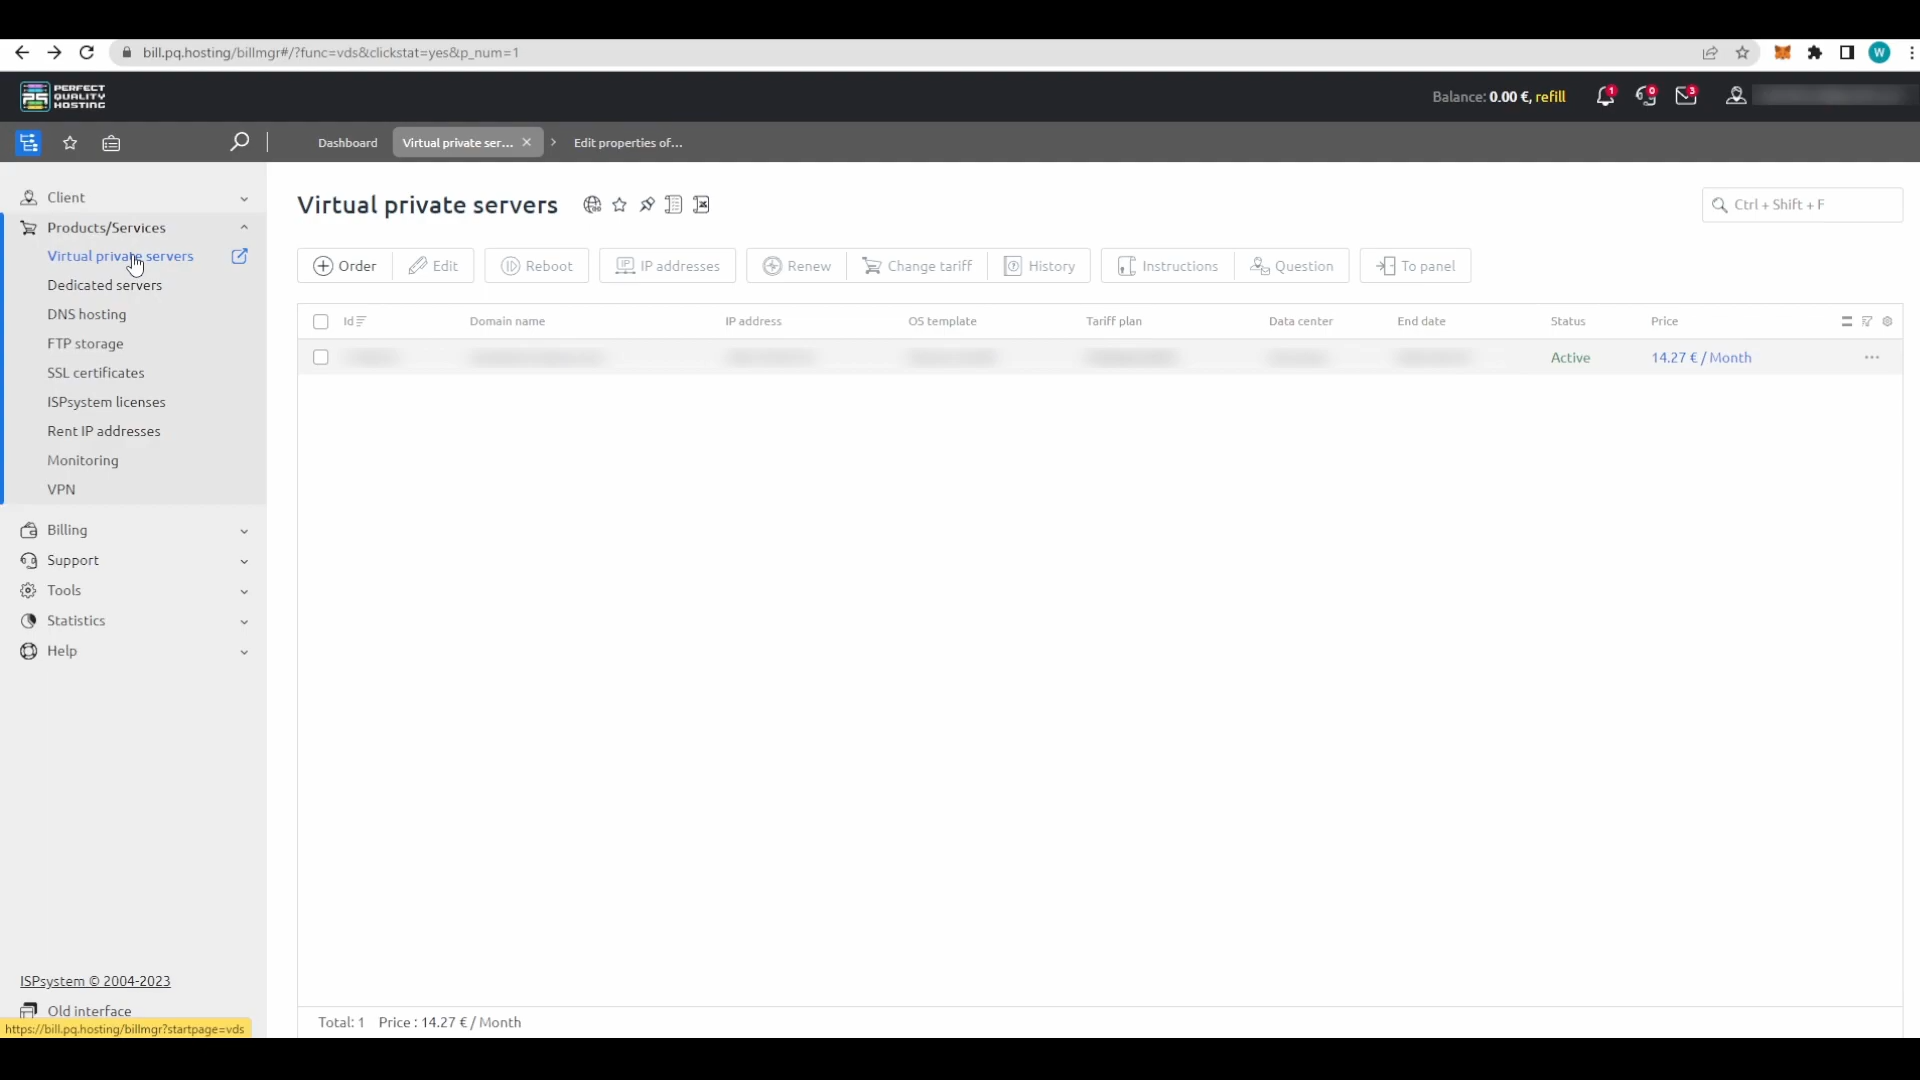 bill.pq.hosting/billmgr#/?func=vds&clickstat=yes&p_num=1
W
PERFECT
QUALITY
HOSTING
Balance: 0.00 €, refill
1
0
3
Dashboard
Virtual private ser...
Edit properties of...
Client
Products/Services
Virtual private servers
Dedicated servers
DNS hosting
FTP storage
SSL certificates
ISPsystem licenses
Rent IP addresses
Monitoring
VPN
Billing
Support
Tools
Statistics
Help
ISPsystem © 2004-2023
Old interface
https://bill.pq.hosting/billmgr?startpage=vds
Virtual private servers
Ctrl + Shift + F
Order Edit Reboot IP addresses Renew Change tariff History Instructions Question To panel
Id Domain name IP address OS template Tariff plan Data center End date Status Price
Active 14.27 € / Month
Total: 1 Price : 14.27 € / Month